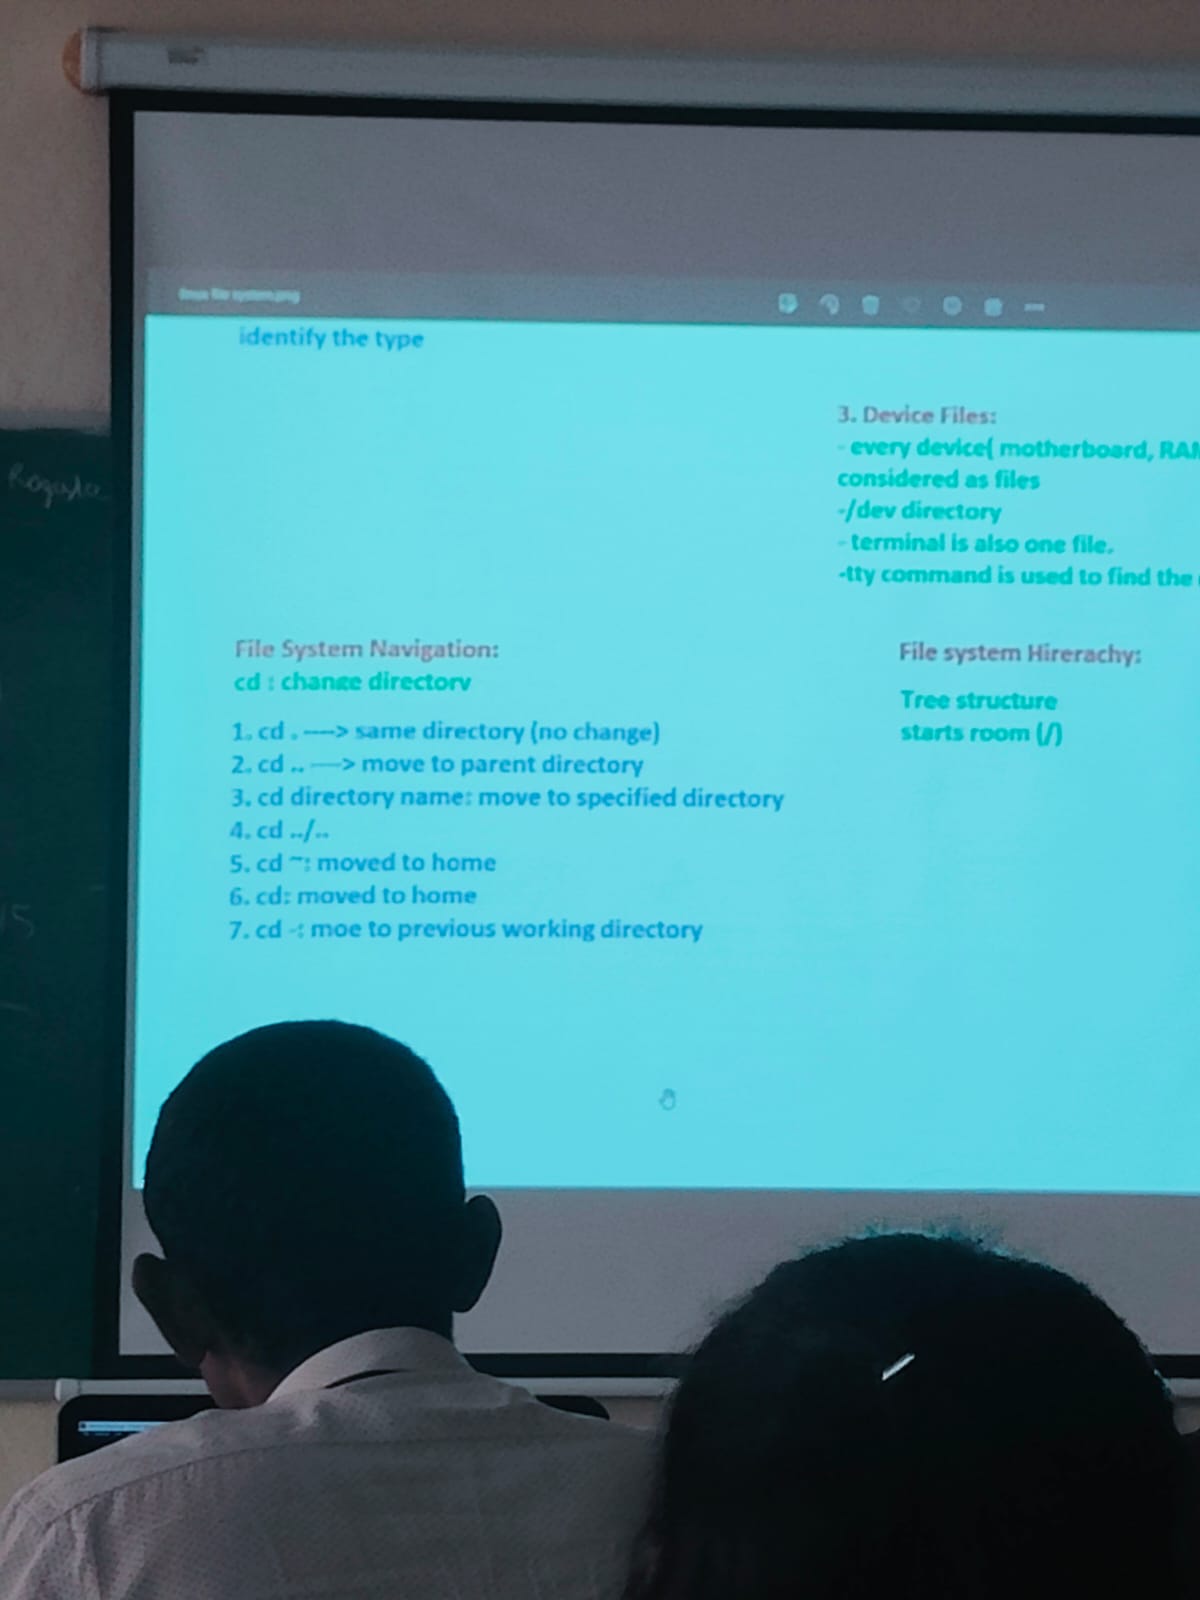 linux file system.png
identify the type
3. Device Files:
- every device( motherboard, RAM
considered as files
-/dev directory
- terminal is also one file.
-tty command is used to find the
File System Navigation:
cd : change directory
1. cd . ----> same directory (no change)
2. cd .. ----> move to parent directory
3. cd directory name: move to specified directory
4. cd ../..
5. cd ~: moved to home
6. cd: moved to home
7. cd -: moe to previous working directory
File system Hirerachy:
Tree structure
starts room (/)